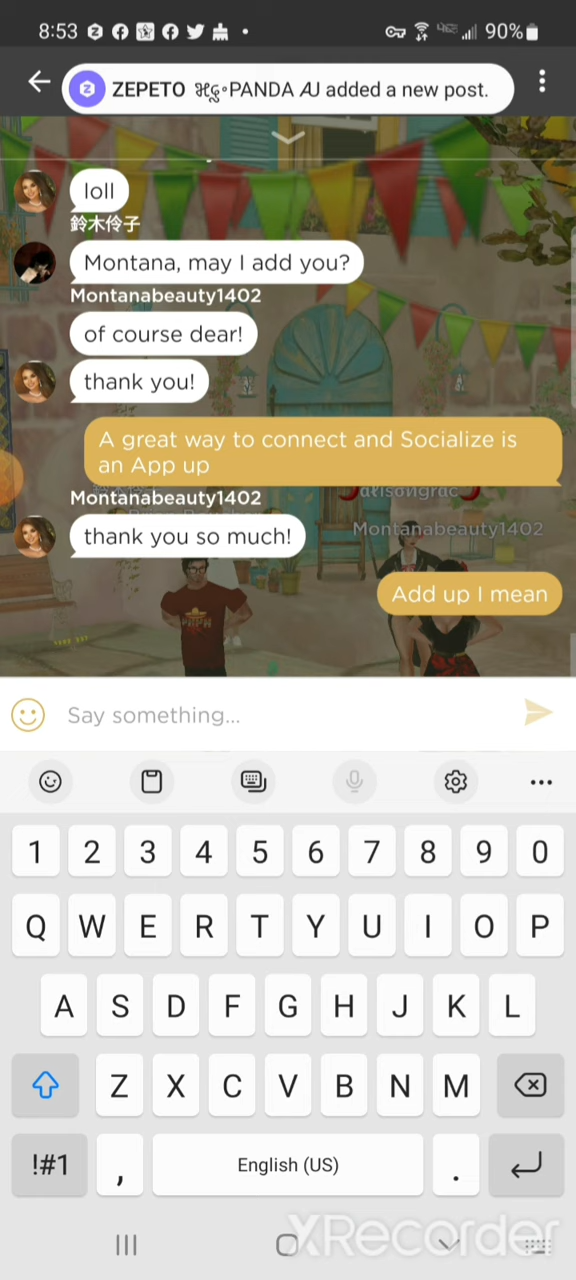 8:53
90%
ZEPETO PANDA added a new post.
loll
鈴木伶子
Montana, may I add you?
Montanabeauty1402
of course dear!
thank you!
A great way to connect and Socialize is
an App up
Montanabeauty1402
thank you so much!
Montanabeauty1402
Add up I mean
Say something...
1 2 3 4 5 6 7 8 9 0
Q W E R T Y U I O P
A S D F G H J K L
Z X C V B N M
!#1 , English (US) .
XRecorder